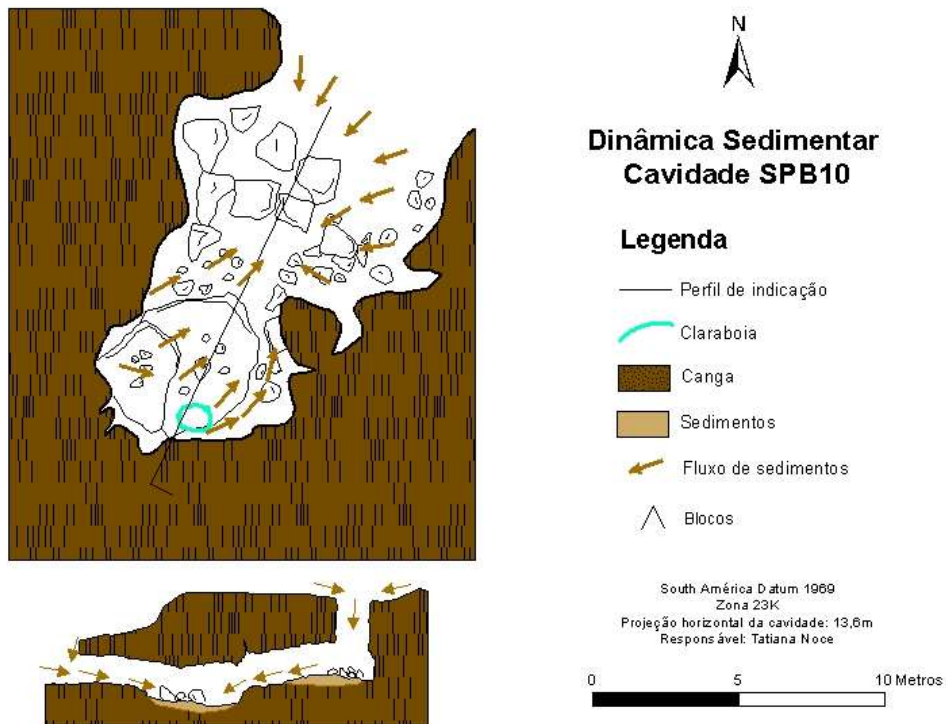 N
Dinâmica Sedimentar
Cavidade SPB10
Legenda
Perfil de indicação
Claraboia
Canga
Sedimentos
Fluxo de sedimentos
Blocos
South América Datum 1969
Zona 23K
Projeção horizontal da cavidade: 13,6m
Responsável: Tatiana Noce
0 5 10 Metros